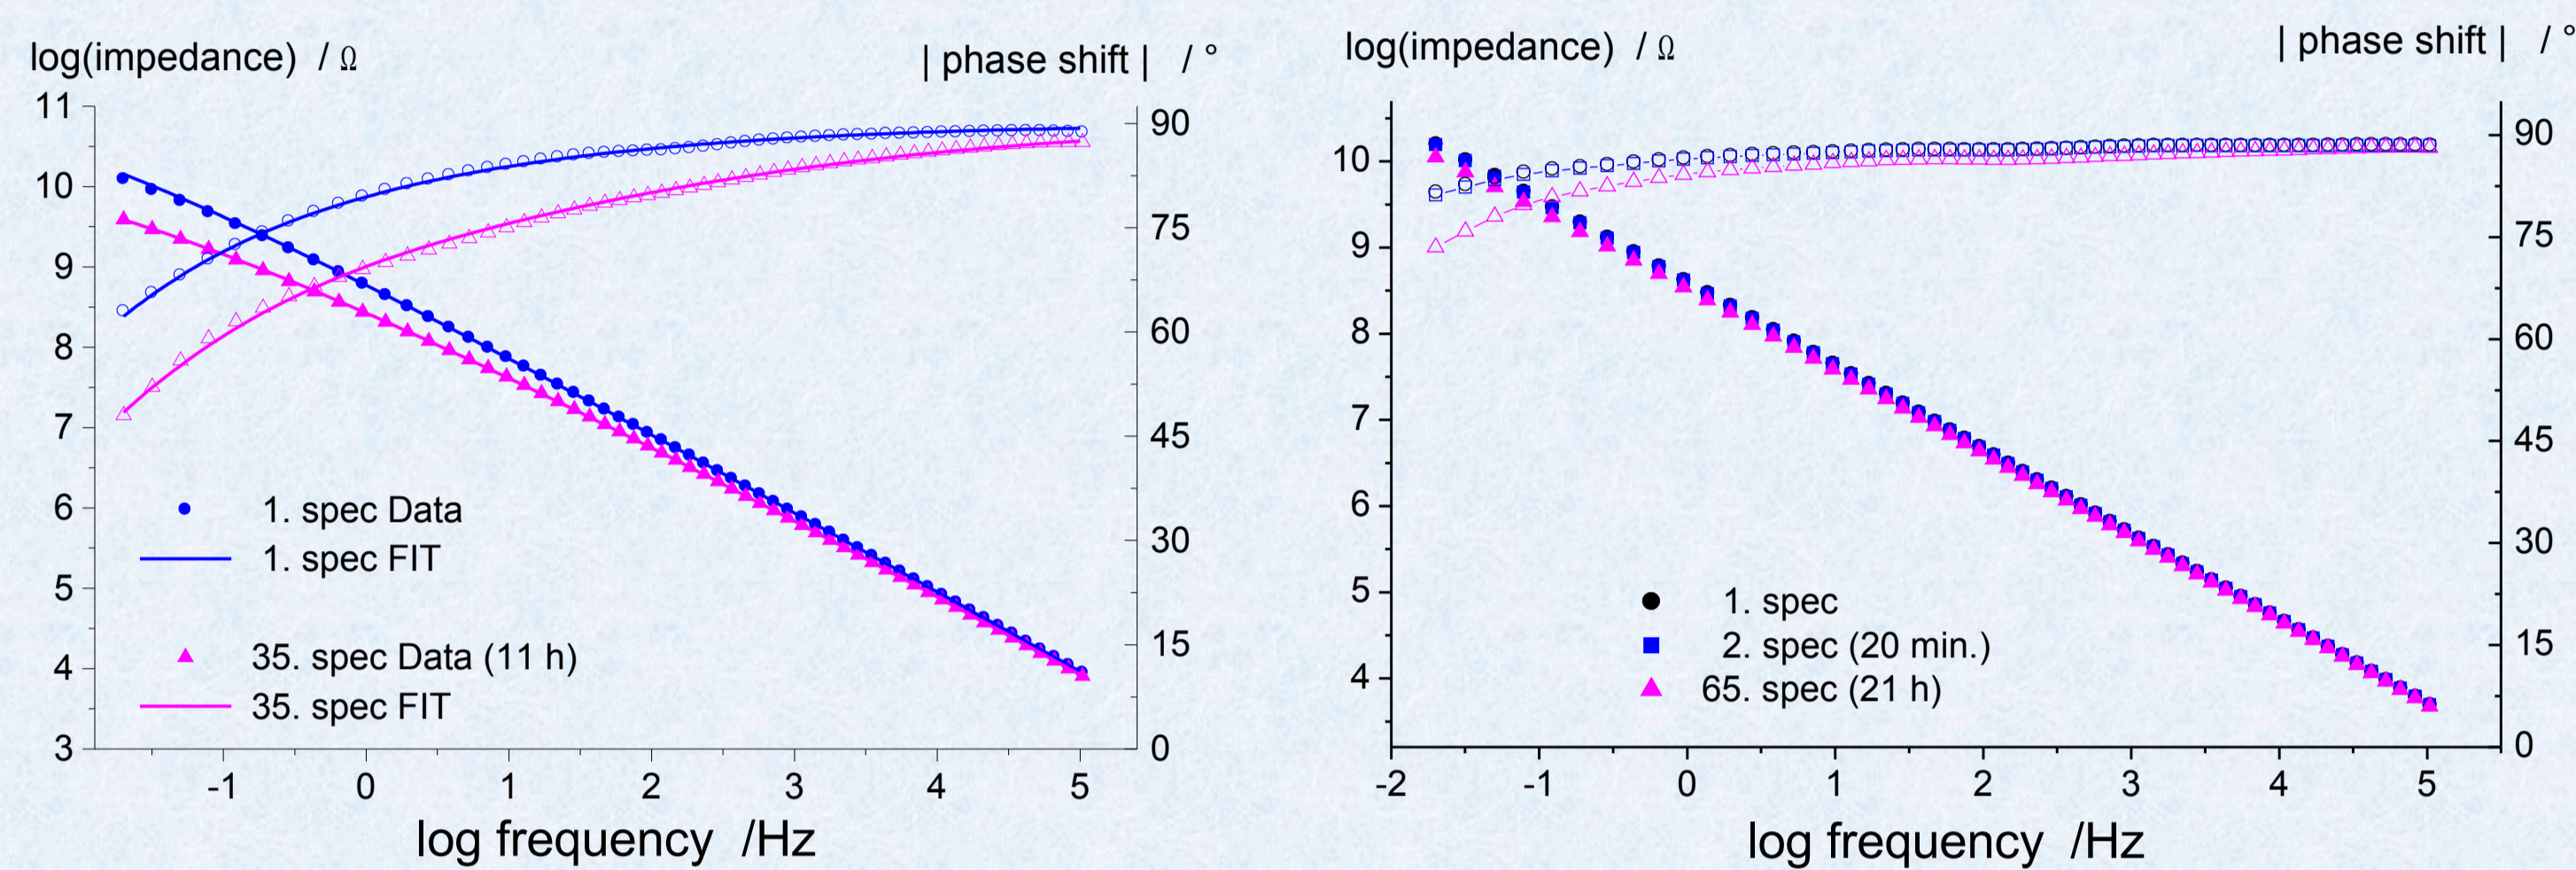 log(impedance) / Ω
| phase shift | / °
11
10
9
8
7
6
5
4
3
90
75
60
45
30
15
0
1. spec Data
1. spec FIT
35. spec Data (11 h)
35. spec FIT
-1 0 1 2 3 4 5
log frequency /Hz
log(impedance) / Ω
| phase shift | / °
10
9
8
7
6
5
4
90
75
60
45
30
15
0
1. spec
2. spec (20 min.)
65. spec (21 h)
-2 -1 0 1 2 3 4 5
log frequency /Hz